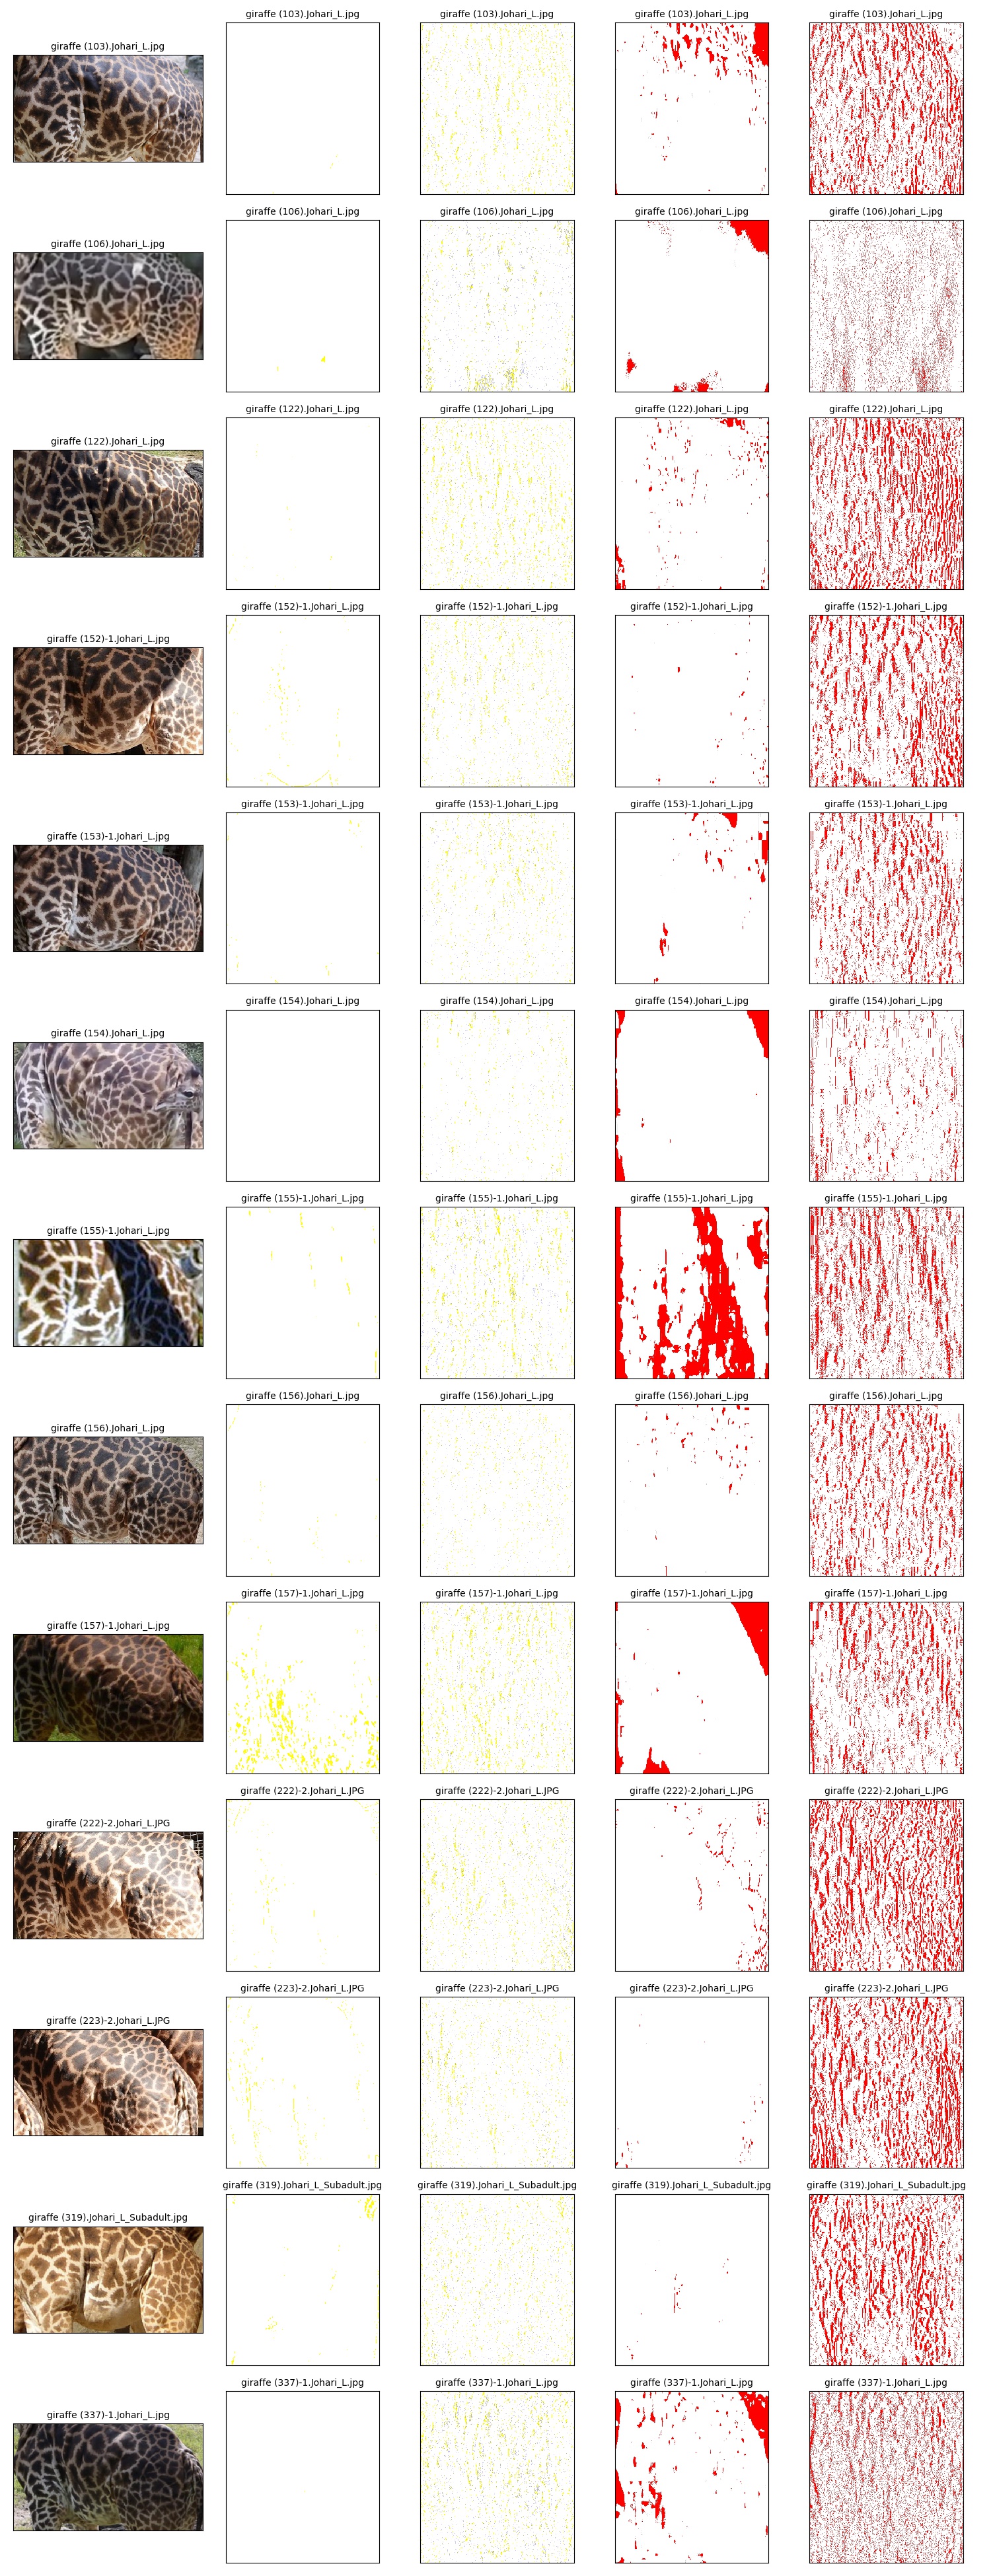 giraffe (103).Johari_L.jpg giraffe (103).Johari_L.jpg giraffe (103).Johari_L.jpg giraffe (103).Johari_L.jpg
giraffe (103).Johari_L.jpg
giraffe (106).Johari_L.jpg giraffe (106).Johari_L.jpg giraffe (106).Johari_L.jpg giraffe (106).Johari_L.jpg
giraffe (106).Johari_L.jpg
giraffe (122).Johari_L.jpg giraffe (122).Johari_L.jpg giraffe (122).Johari_L.jpg giraffe (122).Johari_L.jpg
giraffe (122).Johari_L.jpg
giraffe (152)-1.Johari_L.jpg giraffe (152)-1.Johari_L.jpg giraffe (152)-1.Johari_L.jpg giraffe (152)-1.Johari_L.jpg
giraffe (152)-1.Johari_L.jpg
giraffe (153)-1.Johari_L.jpg giraffe (153)-1.Johari_L.jpg giraffe (153)-1.Johari_L.jpg giraffe (153)-1.Johari_L.jpg
giraffe (153)-1.Johari_L.jpg
giraffe (154).Johari_L.jpg giraffe (154).Johari_L.jpg giraffe (154).Johari_L.jpg giraffe (154).Johari_L.jpg
giraffe (154).Johari_L.jpg
giraffe (155)-1.Johari_L.jpg giraffe (155)-1.Johari_L.jpg giraffe (155)-1.Johari_L.jpg giraffe (155)-1.Johari_L.jpg
giraffe (155)-1.Johari_L.jpg
giraffe (156).Johari_L.jpg giraffe (156).Johari_L.jpg giraffe (156).Johari_L.jpg giraffe (156).Johari_L.jpg
giraffe (156).Johari_L.jpg
giraffe (157)-1.Johari_L.jpg giraffe (157)-1.Johari_L.jpg giraffe (157)-1.Johari_L.jpg giraffe (157)-1.Johari_L.jpg
giraffe (157)-1.Johari_L.jpg
giraffe (222)-2.Johari_L.JPG giraffe (222)-2.Johari_L.JPG giraffe (222)-2.Johari_L.JPG giraffe (222)-2.Johari_L.JPG
giraffe (222)-2.Johari_L.JPG
giraffe (223)-2.Johari_L.JPG giraffe (223)-2.Johari_L.JPG giraffe (223)-2.Johari_L.JPG giraffe (223)-2.Johari_L.JPG
giraffe (223)-2.Johari_L.JPG
giraffe (319).Johari_L_Subadult.jpg giraffe (319).Johari_L_Subadult.jpg giraffe (319).Johari_L_Subadult.jpg giraffe (319).Johari_L_Subadult.jpg
giraffe (319).Johari_L_Subadult.jpg
giraffe (337)-1.Johari_L.jpg giraffe (337)-1.Johari_L.jpg giraffe (337)-1.Johari_L.jpg giraffe (337)-1.Johari_L.jpg
giraffe (337)-1.Johari_L.jpg